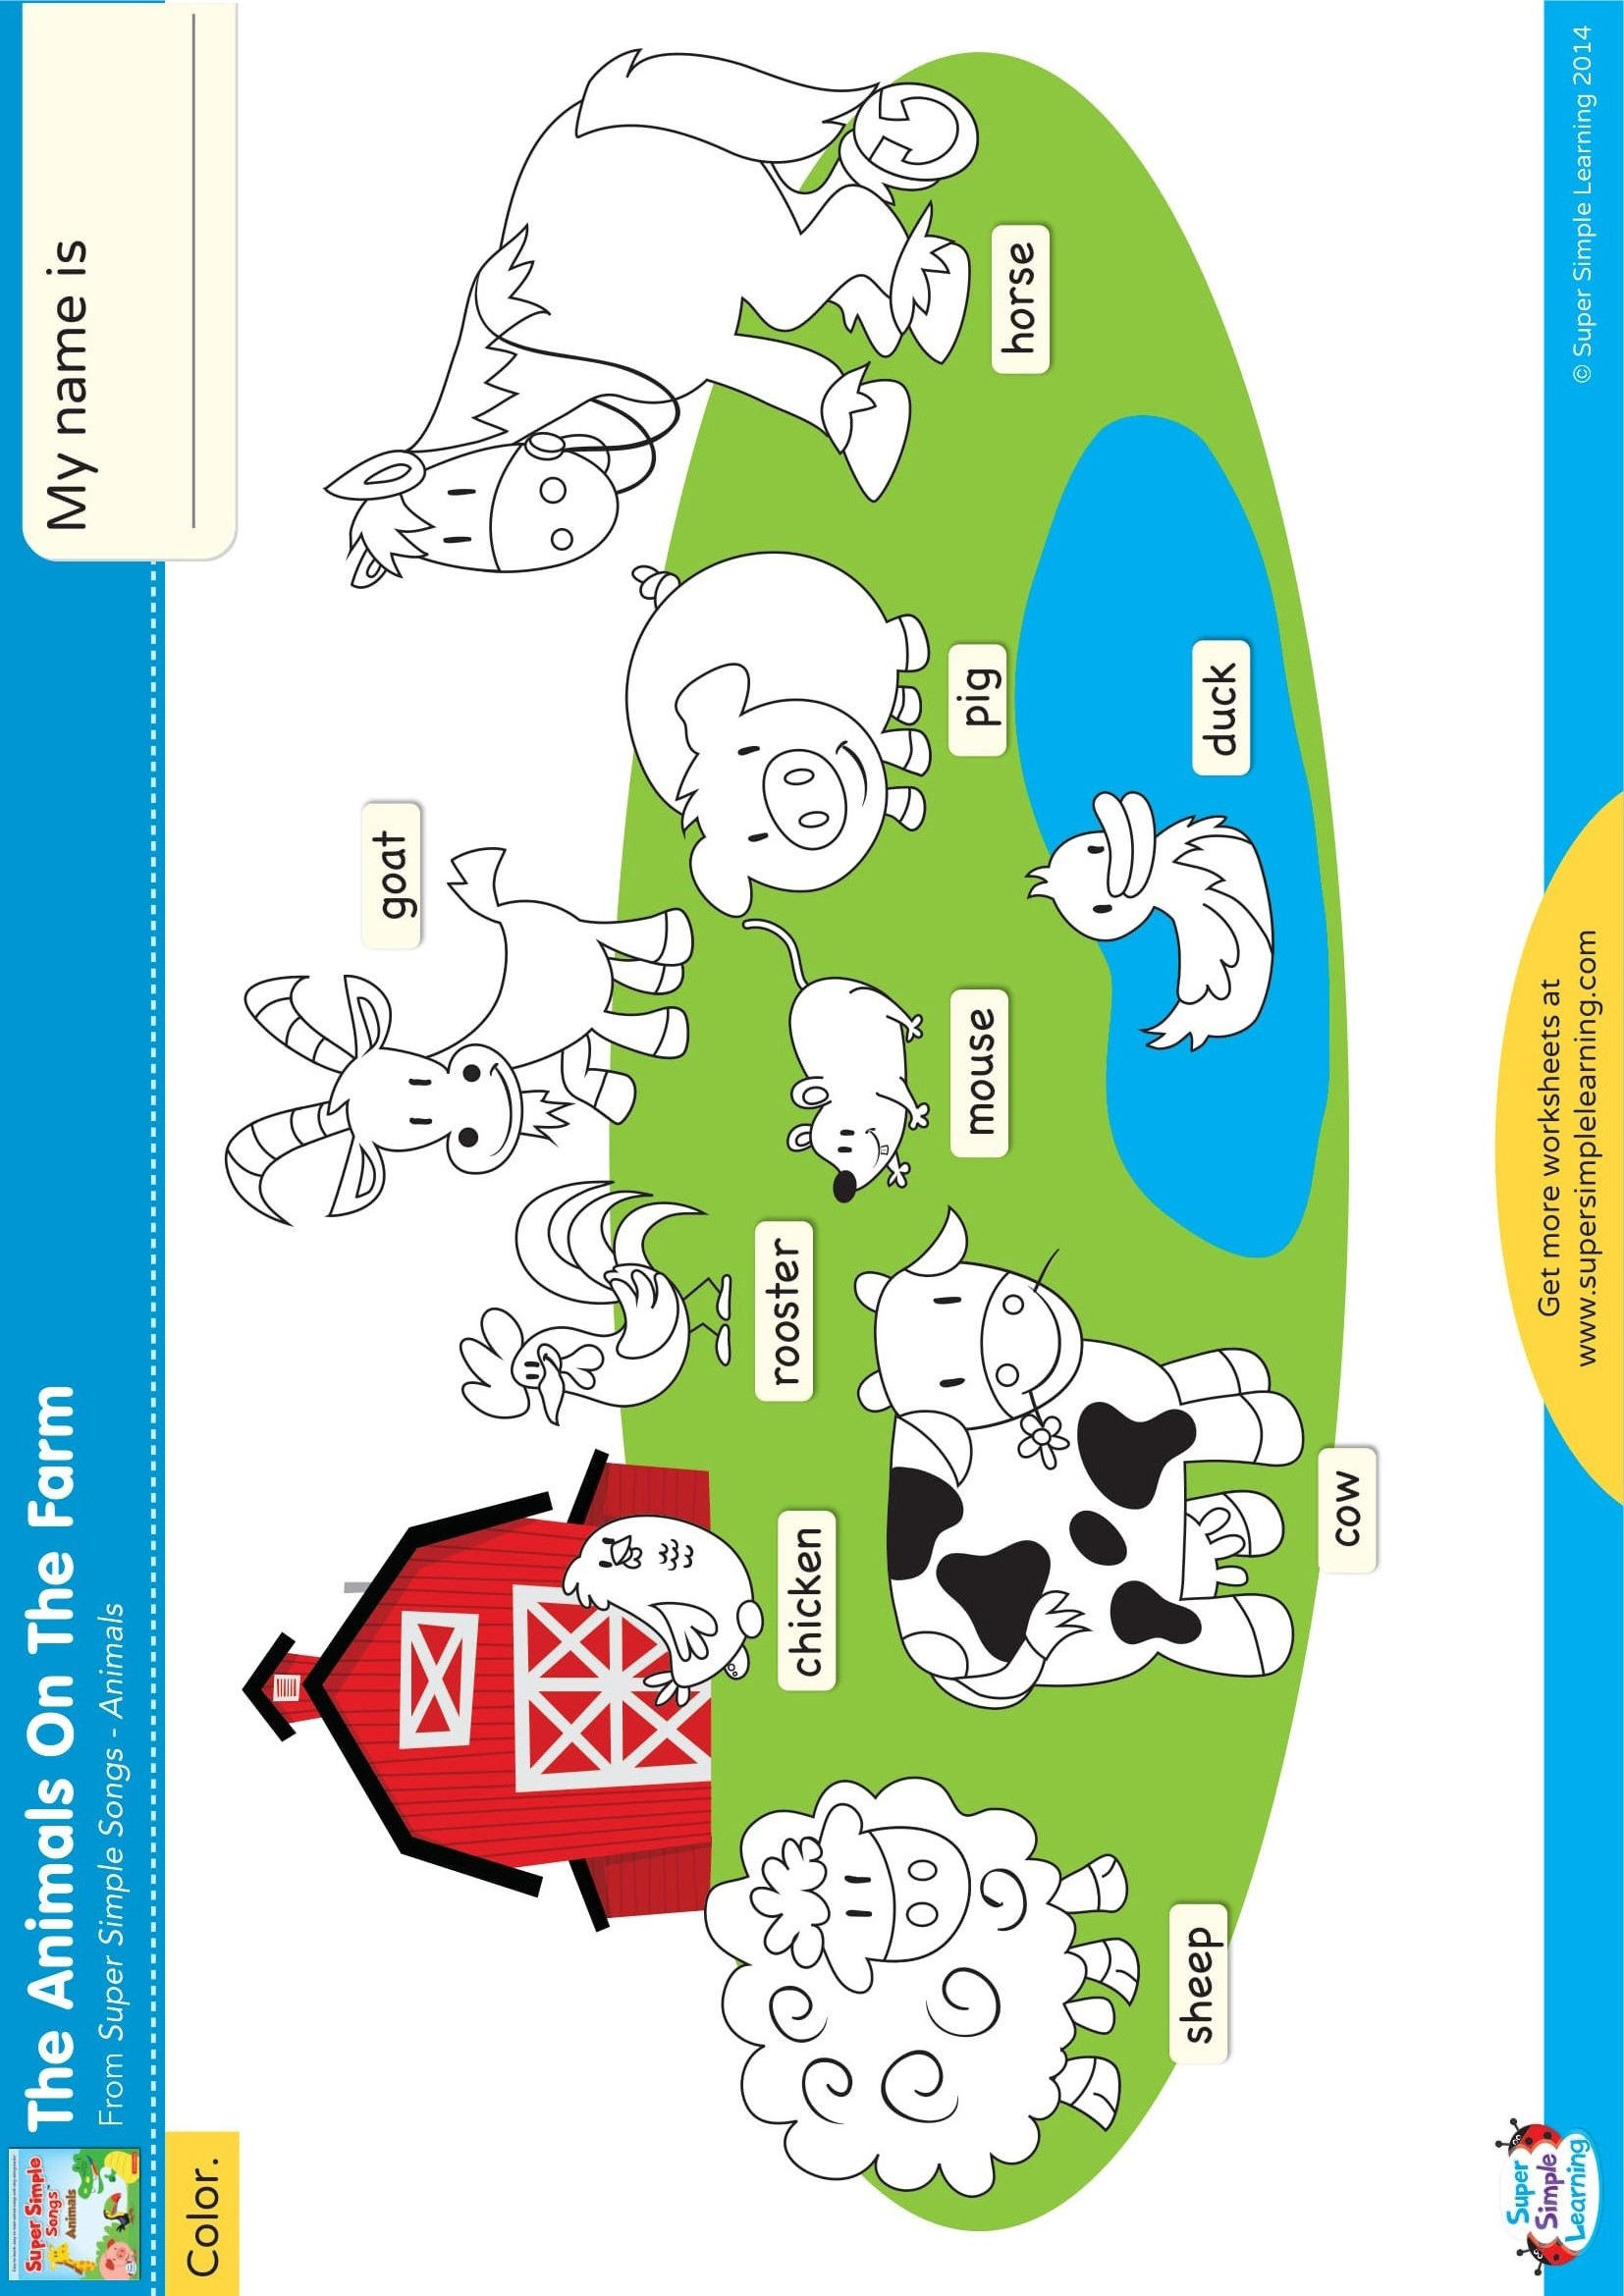 Super Simple
Songs
Animals
The Animals On The Farm
From Super Simple Songs - Animals
My name is
Color.
goat
horse
rooster
pig
chicken
mouse
duck
sheep
cow
Super
Simple
Learning
Get more worksheets at
www.supersimplelearning.com
© Super Simple Learning 2014